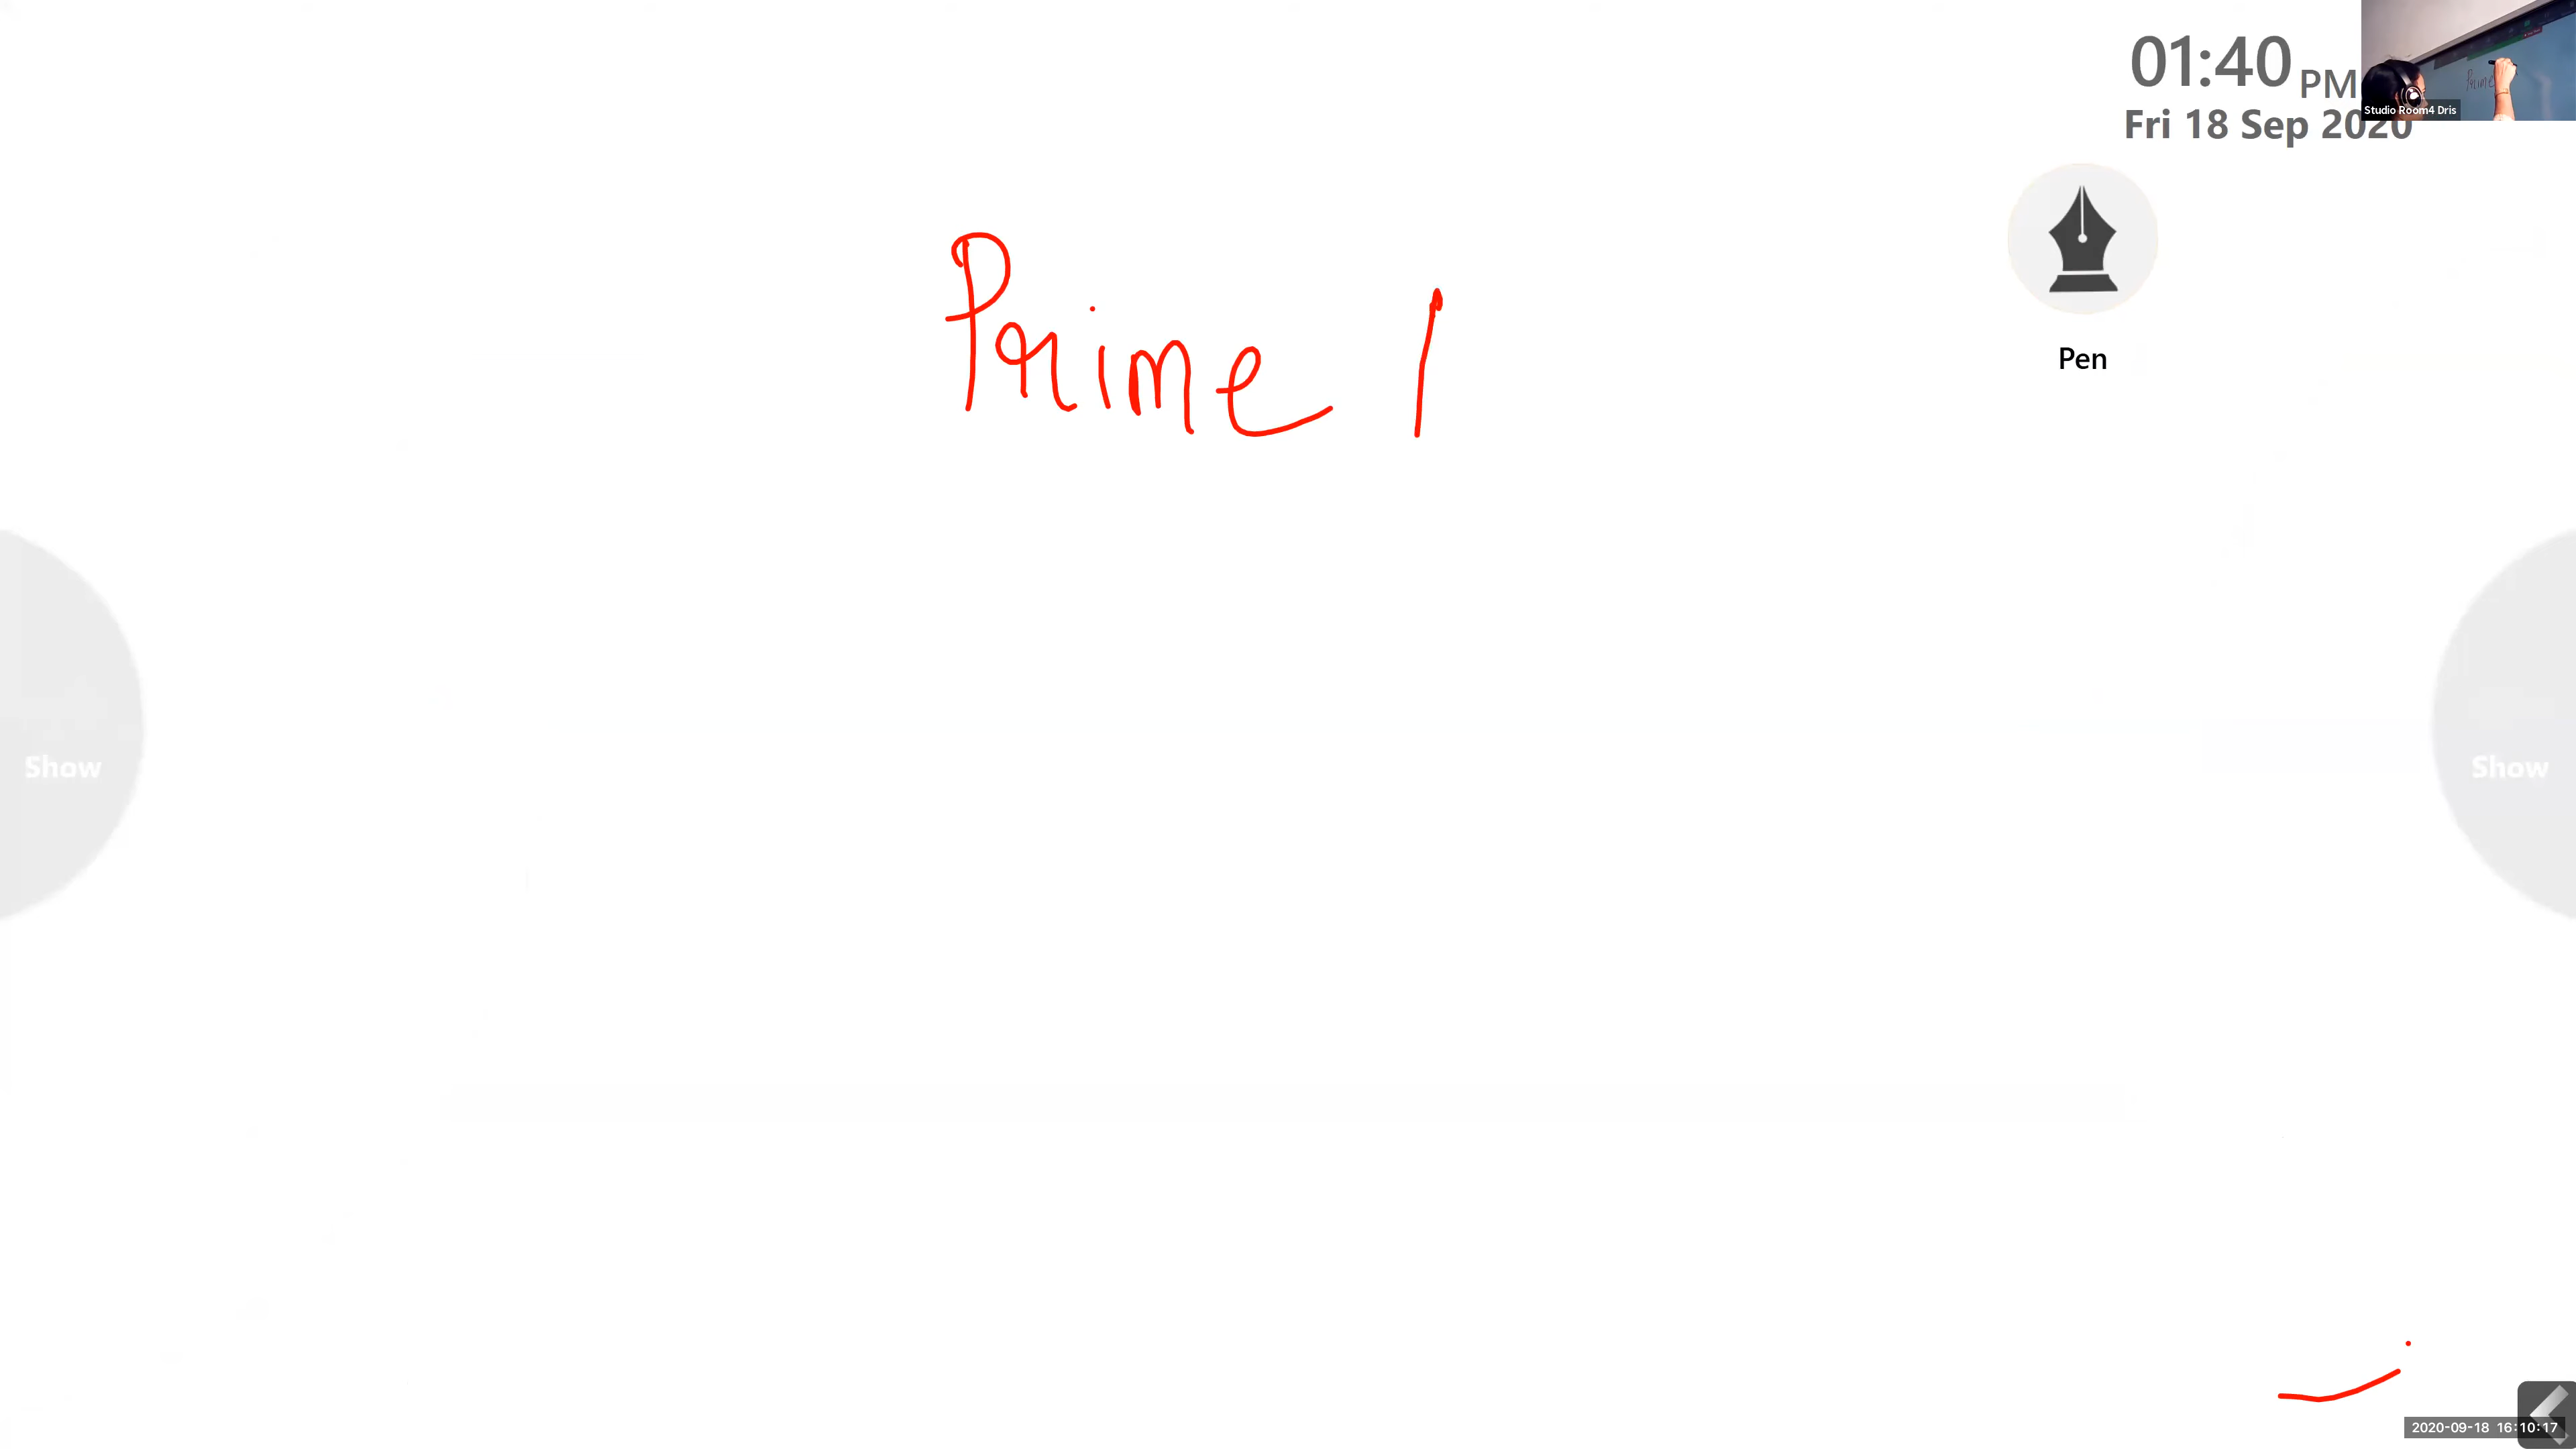 01:40 PM
Fri 18 Sep 2020
Studio Room4 Dris
Prime
Pen
Show
Show
2020-09-18 16:10:17